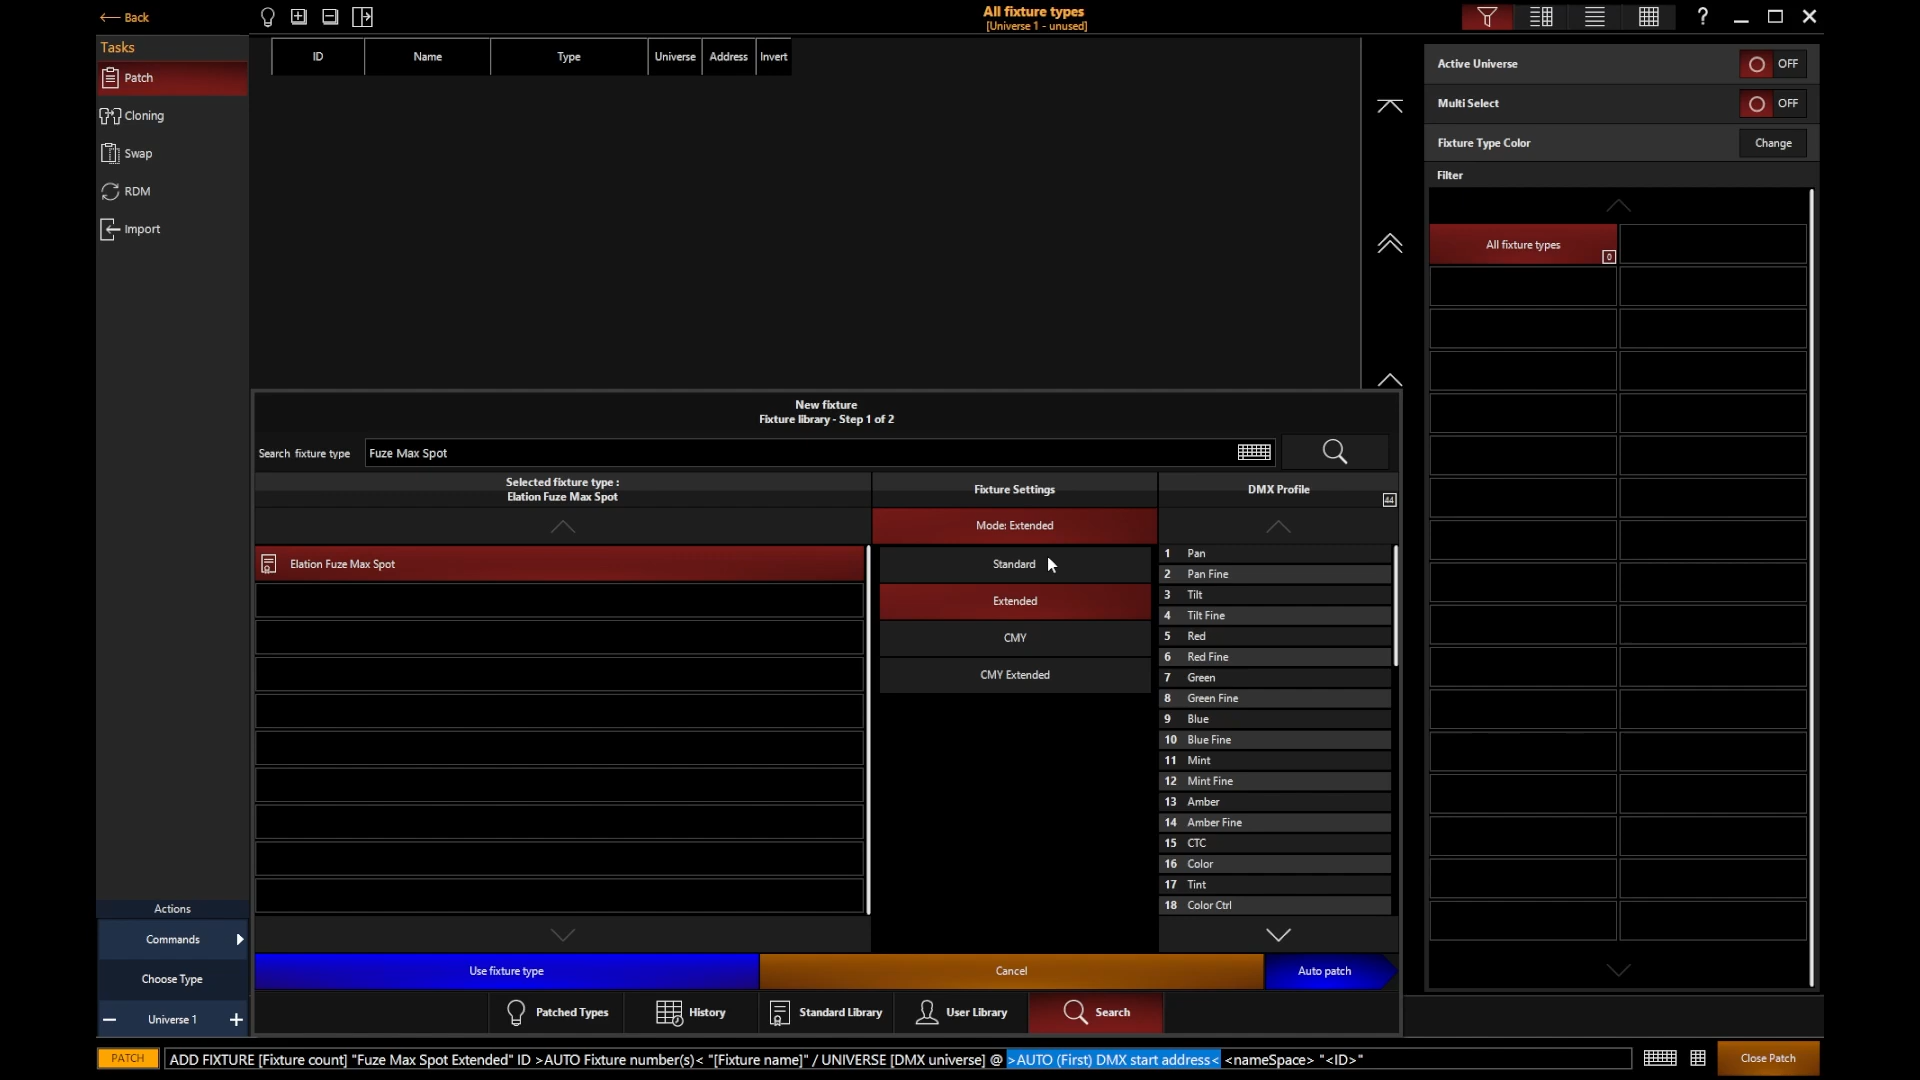 Back
All fixture types
[Universe 1 - unused]
?
Tasks
Patch
Cloning
Swap
RDM
Import
ID Name Type Universe Address Invert
Active Universe OFF
Multi Select OFF
Fixture Type Color Change
Filter
All fixture types
0
New fixture
Fixture library - Step 1 of 2
Search fixture type Fuze Max Spot
Selected fixture type :
Elation Fuze Max Spot
Fixture Settings
DMX Profile
44
Mode: Extended
Elation Fuze Max Spot
Standard
Extended
CMY
CMY Extended
1 Pan
2 Pan Fine
3 Tilt
4 Tilt Fine
5 Red
6 Red Fine
7 Green
8 Green Fine
9 Blue
10 Blue Fine
11 Mint
12 Mint Fine
13 Amber
14 Amber Fine
15 CTC
16 Color
17 Tint
18 Color Ctrl
Actions
Commands
Choose Type
Universe 1
Use fixture type Cancel Auto patch
Patched Types History Standard Library User Library Search
PATCH ADD FIXTURE [Fixture count] "Fuze Max Spot Extended" ID >AUTO Fixture number(s)< "[Fixture name]" / UNIVERSE [DMX universe] @ >AUTO (First) DMX start address< <nameSpace> "<ID>"
Close Patch